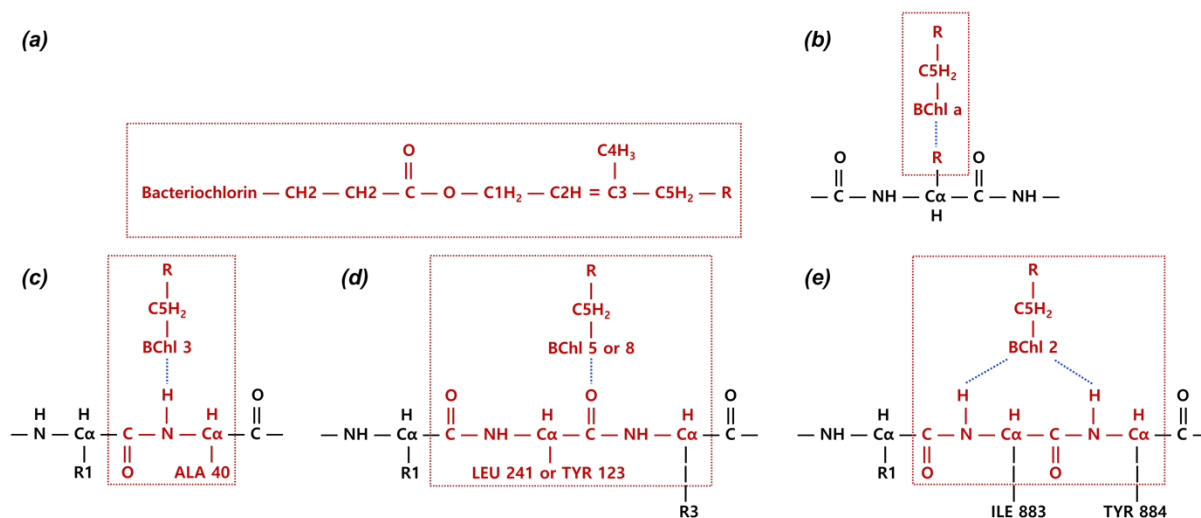 (a)
O
C4H₃
Bacteriochlorin — CH2 — CH2 — C — O — C1H₂ — C2H = C3 — C5H₂ — R
(b)
R
C5H₂
BChl a
R
O
O
— C — NH — Cα — C — NH —
H
(c)
R
C5H₂
BChl 3
H
H
H
O
— N — Cα — C — N — Cα — C —
R1
O
ALA 40
(d)
R
C5H₂
BChl 5 or 8
H
O
H
O
H
O
— NH — Cα — C — NH — Cα — C — NH — Cα — C —
R1
LEU 241 or TYR 123
R3
(e)
R
C5H₂
BChl 2
H
H
H
H
H
O
— NH — Cα — C — N — Cα — C — N — Cα — C —
R1
O
O
ILE 883
TYR 884